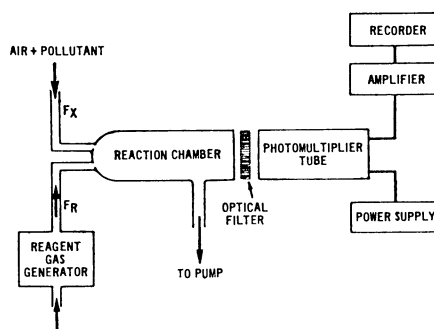 RECORDER
AIR + POLLUTANT
AMPLIFIER
FX
REACTION CHAMBER
PHOTOMULTIPLIER
TUBE
FR
OPTICAL
FILTER
POWER SUPPLY
REAGENT
GAS
GENERATOR
TO PUMP